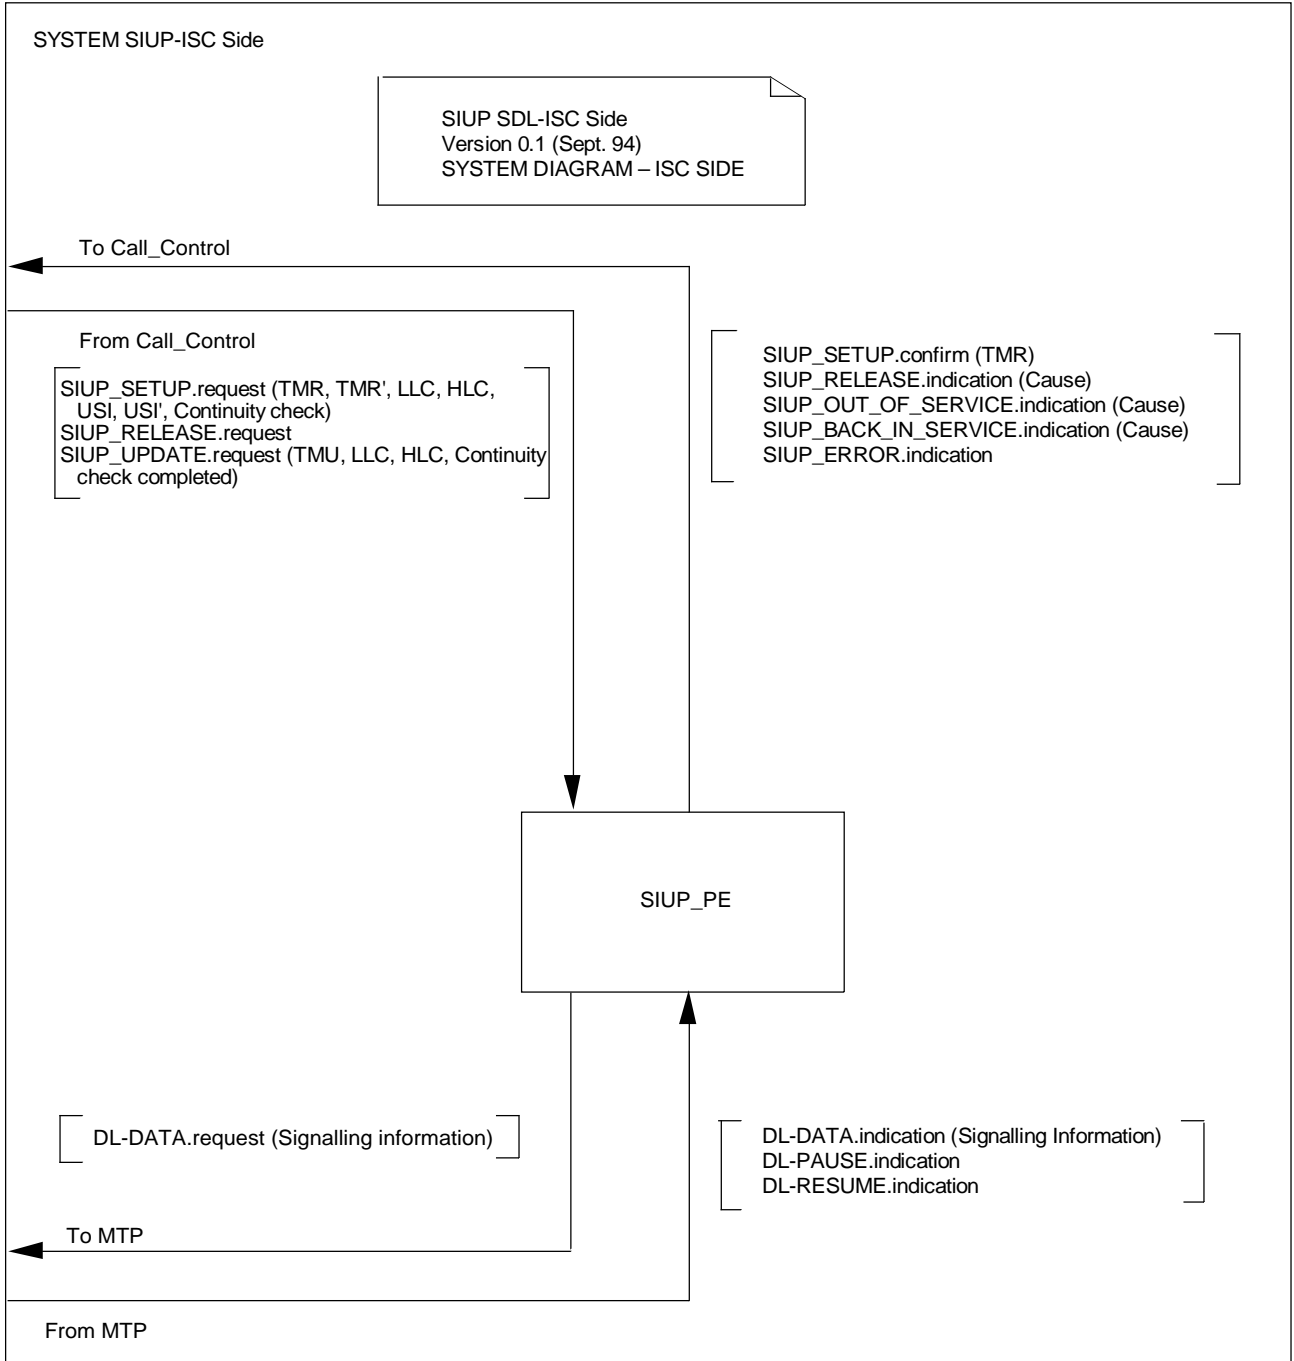 SYSTEM SIUP-ISC Side
SIUP SDL-ISC Side
Version 0.1 (Sept. 94)
SYSTEM DIAGRAM – ISC SIDE
To Call_Control
From Call_Control
SIUP_SETUP.request (TMR, TMR', LLC, HLC,
USI, USI', Continuity check)
SIUP_RELEASE.request
SIUP_UPDATE.request (TMU, LLC, HLC, Continuity
check completed)
SIUP_SETUP.confirm (TMR)
SIUP_RELEASE.indication (Cause)
SIUP_OUT_OF_SERVICE.indication (Cause)
SIUP_BACK_IN_SERVICE.indication (Cause)
SIUP_ERROR.indication
SIUP_PE
DL-DATA.request (Signalling information)
DL-DATA.indication (Signalling Information)
DL-PAUSE.indication
DL-RESUME.indication
To MTP
From MTP